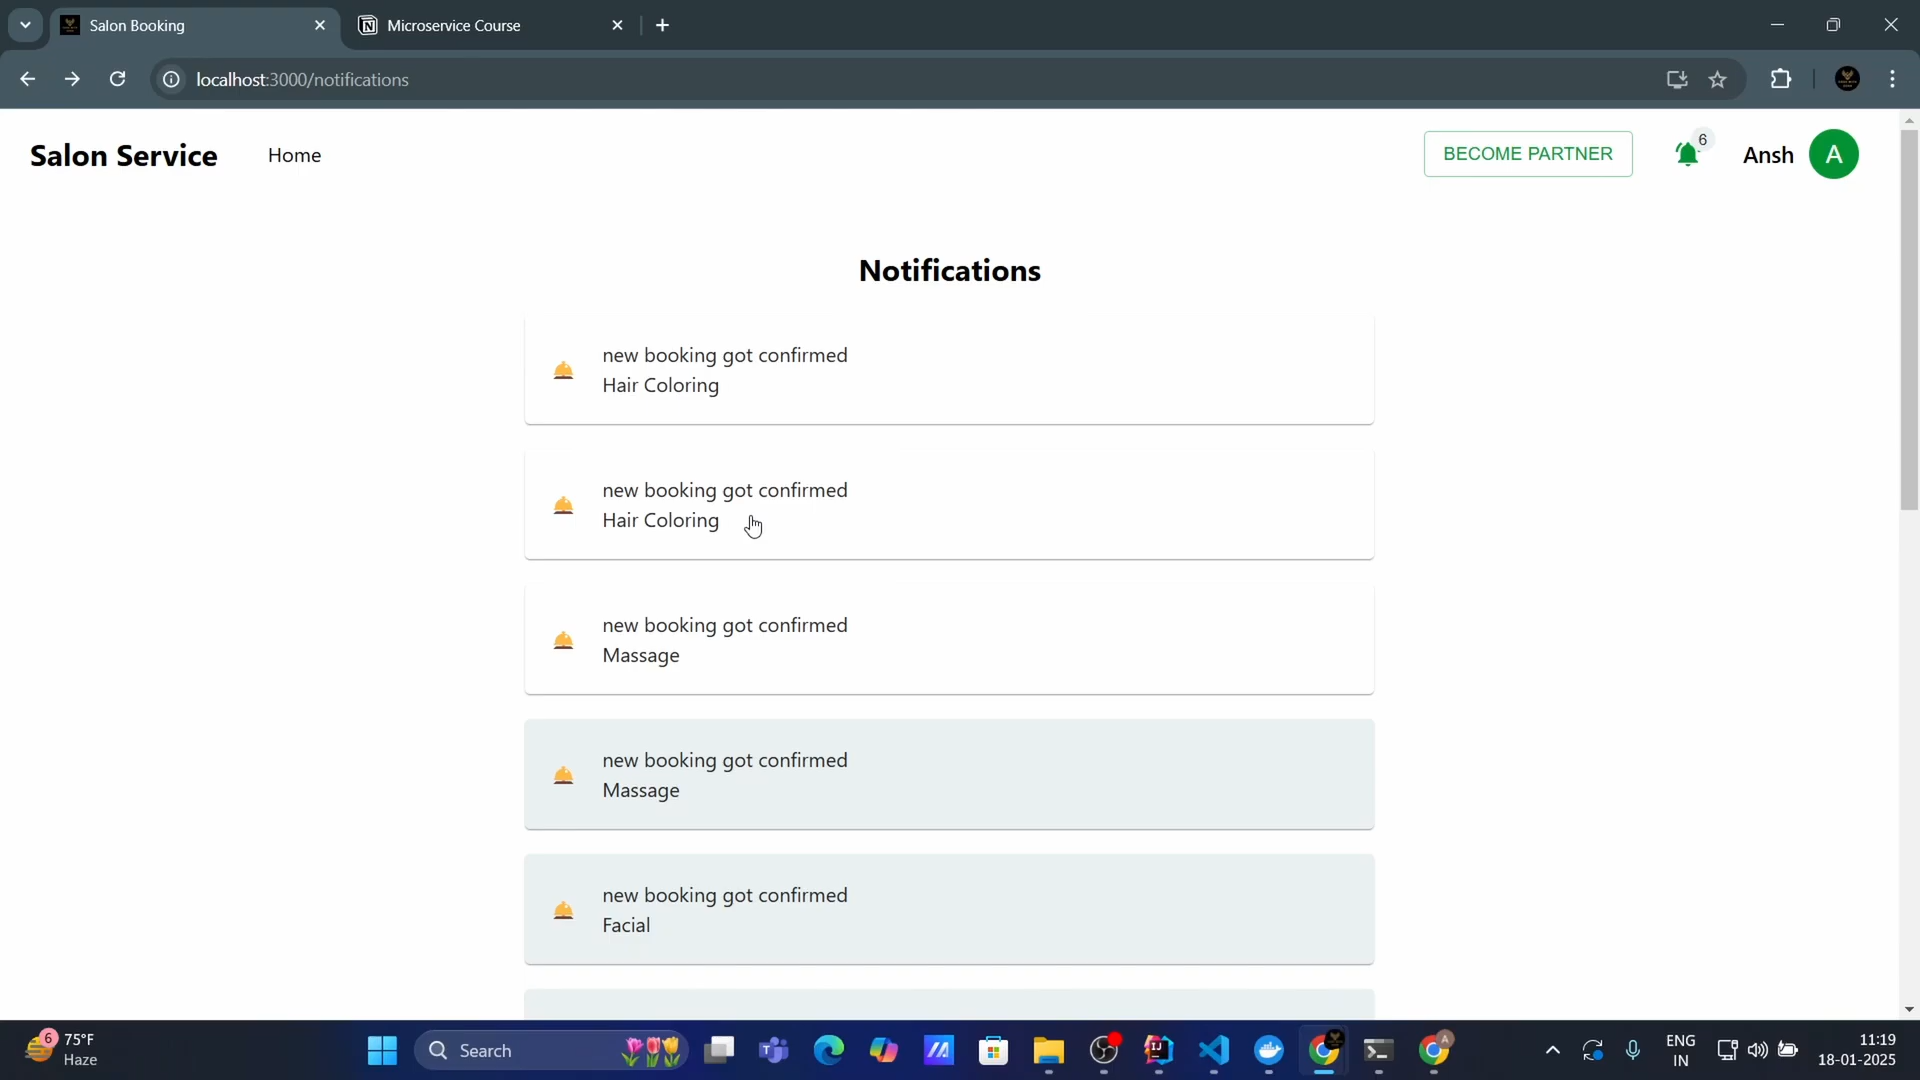 Salon Booking
Microservice Course
localhost:3000/notifications
Salon Service
Home
BECOME PARTNER
6
Ansh
A
Notifications
new booking got confirmed
Hair Coloring
new booking got confirmed
Hair Coloring
new booking got confirmed
Massage
new booking got confirmed
Massage
new booking got confirmed
Facial
6
75°F
Haze
Search
ENG
IN
11:19
18-01-2025